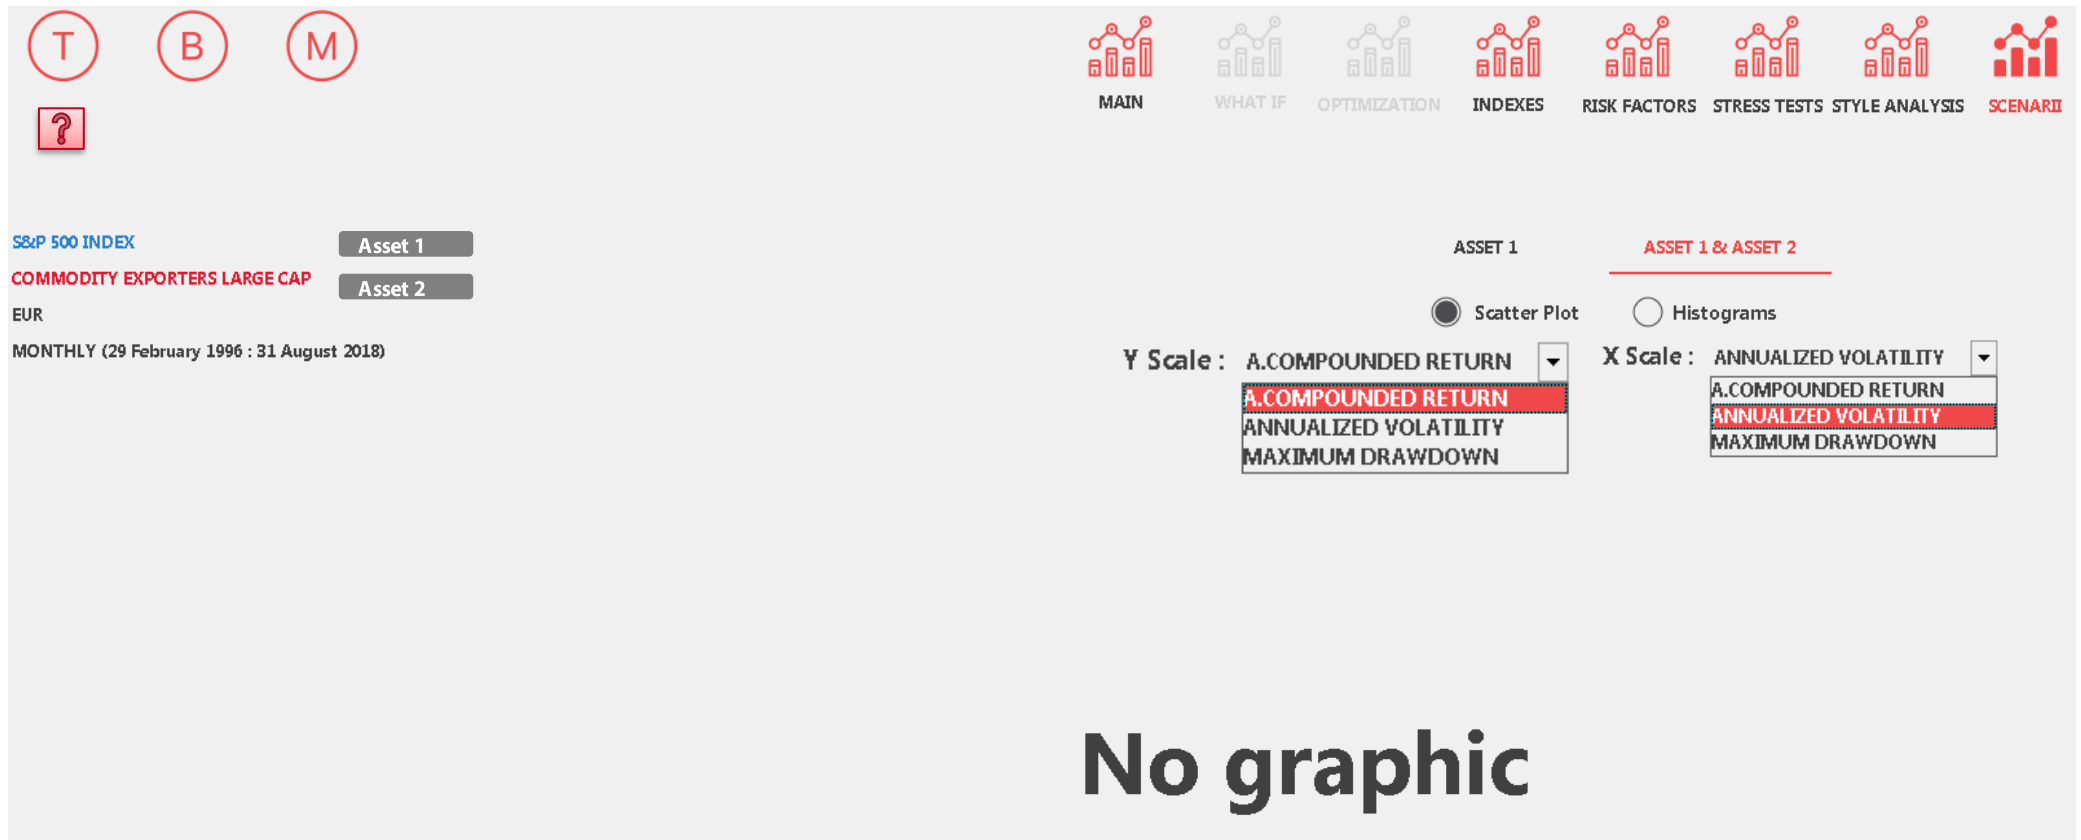 T B M
MAIN WHAT IF OPTIMIZATION INDEXES RISK FACTORS STRESS TESTS STYLE ANALYSIS SCENARII
?
S&P 500 INDEX Asset 1
COMMODITY EXPORTERS LARGE CAP Asset 2
EUR
MONTHLY (29 February 1996 : 31 August 2018)
ASSET 1 ASSET 1 & ASSET 2
Scatter Plot Histograms
Y Scale : A.COMPOUNDED RETURN
A.COMPOUNDED RETURN
ANNUALIZED VOLATILITY
MAXIMUM DRAWDOWN
X Scale : ANNUALIZED VOLATILITY
A.COMPOUNDED RETURN
ANNUALIZED VOLATILITY
MAXIMUM DRAWDOWN
No graphic